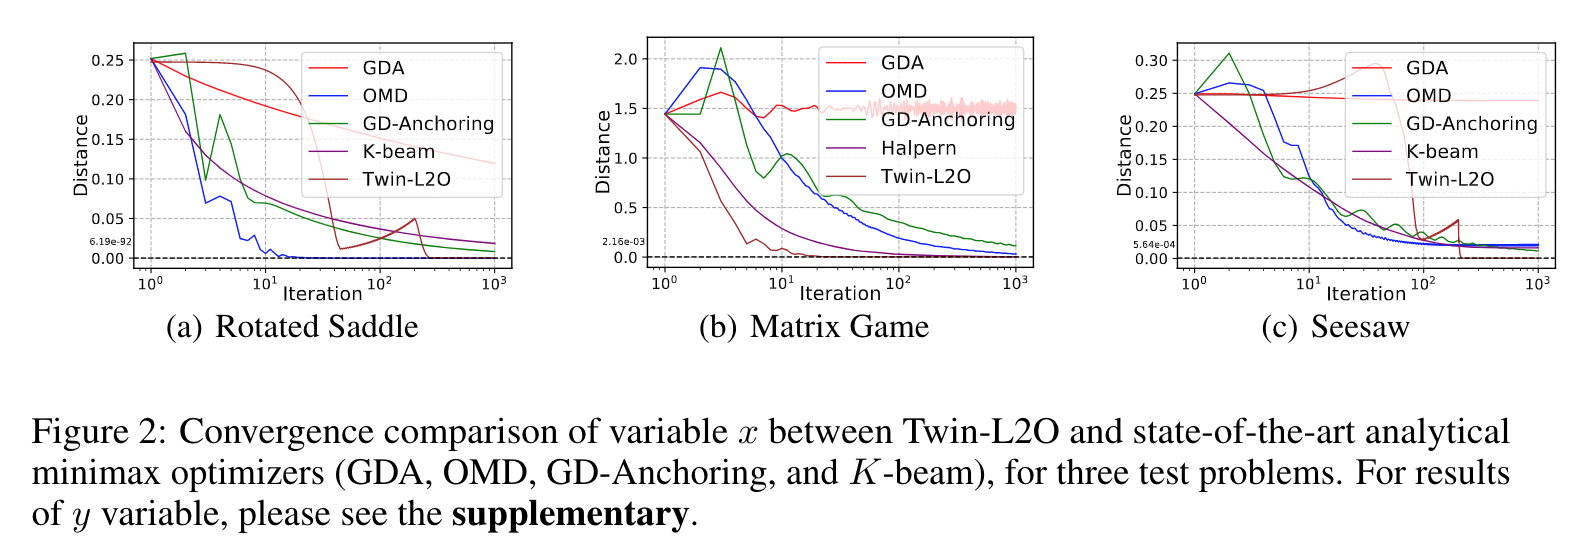 0.25
0.20
0.15
0.10
0.05
6.19e-92
0.00
Distance
GDA
OMD
GD-Anchoring
K-beam
Twin-L2O
10^0 10^1 10^2 10^3
Iteration
(a) Rotated Saddle
2.0
1.5
1.0
0.5
2.16e-03
0.0
Distance
GDA
OMD
GD-Anchoring
Halpern
Twin-L2O
10^0 10^1 10^2 10^3
Iteration
(b) Matrix Game
0.30
0.25
0.20
0.15
0.10
0.05
5.64e-04
0.00
Distance
GDA
OMD
GD-Anchoring
K-beam
Twin-L2O
10^0 10^1 10^2 10^3
Iteration
(c) Seesaw
Figure 2: Convergence comparison of variable x between Twin-L2O and state-of-the-art analytical
minimax optimizers (GDA, OMD, GD-Anchoring, and K-beam), for three test problems. For results
of y variable, please see the supplementary.